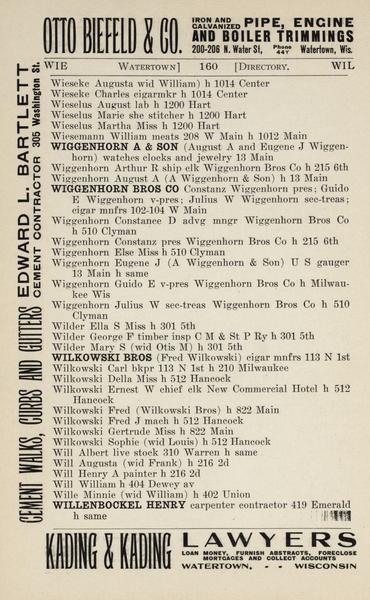 OTTO BIEFELD & CO. IRON AND GALVANIZED PIPE, ENGINE AND BOILER TRIMMINGS
200-206 N. Water St, Phone 447 Watertown, Wis.
WIE WATERTOWN] 160 [DIRECTORY. WIL
Wieseke Augusta wid William) h 1014 Center
Wieseke Charles cigarmkr h 1014 Center
Wieselus August lab h 1200 Hart
Wieselus Marie she stitcher h 1200 Hart
Wieselus Martha Miss h 1200 Hart
Wiesemann William meats 208 W Main h 1012 Main
WIGGENHORN A & SON (August A and Eugene J Wiggen-
horn) watches clocks and jewelry 13 Main
Wiggenhorn Arthur R ship clk Wiggenhorn Bros Co h 215 6th
Wiggenhorn August A (A Wiggenhorn & Son) h 13 Main
WIGGENHORN BROS CO Constanz Wiggenhorn pres; Guido
E Wiggenhorn v-pres; Julius W Wiggenhorn sec-treas;
cigar mnfrs 102-104 W Main
Wiggenhorn Constance D advg mngr Wiggenhorn Bros Co
h 510 Clyman
Wiggenhorn Constanz pres Wiggenhorn Bros Co h 215 6th
Wiggenhorn Else Miss h 510 Clyman
Wiggenhorn Eugene J (A Wiggenhorn & Son) U S gauger
13 Main h same
Wiggenhorn Guido E v-pres Wiggenhorn Bros Co h Milwau-
kee Wis
Wiggenhorn Julius W sec-treas Wiggenhorn Bros Co h 510
Clyman
Wilder Ella S Miss h 301 5th
Wilder George F timber insp C M & St P Ry h 301 5th
Wilder Mary S (wid Otis M) h 301 5th
WILKOWSKI BROS (Fred Wilkowski) cigar mnfrs 113 N 1st
Wilkowski Carl bkpr 113 N 1st h 210 Milwaukee
Wilkowski Della Miss h 512 Hancock
Wilkowski Ernest W chief clk New Commercial Hotel h 512
Hancock
Wilkowski Fred (Wilkowski Bros) h 822 Main
Wilkowski Fred J mach h 512 Hancock
Wilkowski Gertrude Miss h 822 Main
Wilkowski Sophie (wid Louis) h 512 Hancock
Will Albert live stock 310 Warren h same
Will Augusta (wid Frank) h 216 2d
Will Henry A painter h 216 2d
Will William h 404 Dewey av
Wille Minnie (wid William) h 402 Union
WILLENBOCKEL HENRY carpenter contractor 419 Emerald
h same
EDWARD L. BARTLETT
CEMENT CONTRACTOR 305 Washington St.
CEMENT WALKS, CURBS AND GUTTERS
KADING & KADING LAWYERS
LOAN MONEY, FURNISH ABSTRACTS, FORECLOSE
MORTGAGES AND COLLECT ACCOUNTS
WATERTOWN, - - WISCONSIN